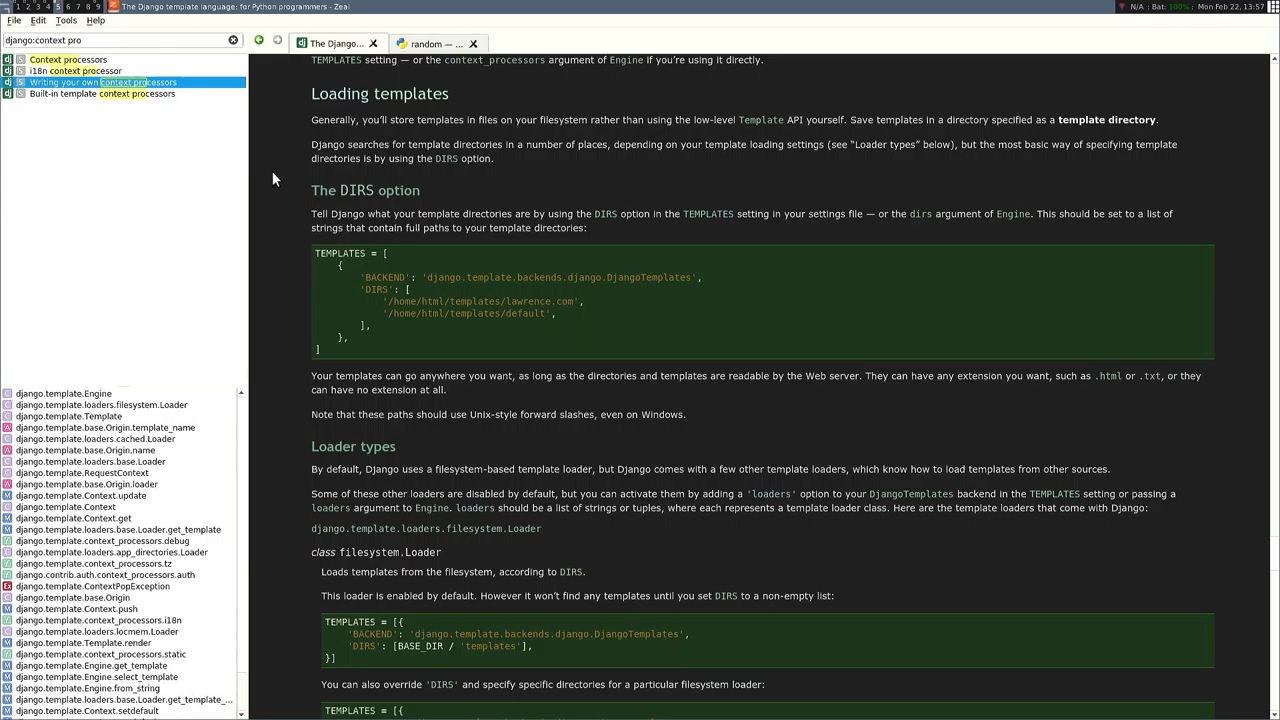 1 2 3 4 5 6 7 8 9 The Django template language: for Python programmers - Zeal N/A : Bat: 100% : Mon Feb 22, 13:57
File Edit Tools Help
django:context pro The Django... random — ...
Context processors
i18n context processor
Writing your own context processors
Built-in template context processors
django.template.Engine
django.template.loaders.filesystem.Loader
django.template.Template
django.template.base.Origin.template_name
django.template.loaders.cached.Loader
django.template.base.Origin.name
django.template.loaders.base.Loader
django.template.RequestContext
django.template.base.Origin.loader
django.template.Context.update
django.template.Context
django.template.Context.get
django.template.loaders.base.Loader.get_template
django.template.context_processors.debug
django.template.loaders.app_directories.Loader
django.template.context_processors.tz
django.contrib.auth.context_processors.auth
django.template.ContextPopException
django.template.base.Origin
django.template.Context.push
django.template.context_processors.i18n
django.template.loaders.locmem.Loader
django.template.Template.render
django.template.context_processors.static
django.template.Engine.get_template
django.template.Engine.select_template
django.template.Engine.from_string
django.template.loaders.base.Loader.get_template_...
django.template.Context.setdefault
TEMPLATES setting — or the context_processors argument of Engine if you’re using it directly.
Loading templates
Generally, you’ll store templates in files on your filesystem rather than using the low-level Template API yourself. Save templates in a directory specified as a template directory.
Django searches for template directories in a number of places, depending on your template loading settings (see “Loader types” below), but the most basic way of specifying template
directories is by using the DIRS option.
The DIRS option
Tell Django what your template directories are by using the DIRS option in the TEMPLATES setting in your settings file — or the dirs argument of Engine. This should be set to a list of
strings that contain full paths to your template directories:
TEMPLATES = [
{
'BACKEND': 'django.template.backends.django.DjangoTemplates',
'DIRS': [
'/home/html/templates/lawrence.com',
'/home/html/templates/default',
],
},
]
Your templates can go anywhere you want, as long as the directories and templates are readable by the Web server. They can have any extension you want, such as .html or .txt, or they
can have no extension at all.
Note that these paths should use Unix-style forward slashes, even on Windows.
Loader types
By default, Django uses a filesystem-based template loader, but Django comes with a few other template loaders, which know how to load templates from other sources.
Some of these other loaders are disabled by default, but you can activate them by adding a 'loaders' option to your DjangoTemplates backend in the TEMPLATES setting or passing a
loaders argument to Engine. loaders should be a list of strings or tuples, where each represents a template loader class. Here are the template loaders that come with Django:
django.template.loaders.filesystem.Loader
class filesystem.Loader
Loads templates from the filesystem, according to DIRS.
This loader is enabled by default. However it won’t find any templates until you set DIRS to a non-empty list:
TEMPLATES = [{
'BACKEND': 'django.template.backends.django.DjangoTemplates',
'DIRS': [BASE_DIR / 'templates'],
}]
You can also override 'DIRS' and specify specific directories for a particular filesystem loader:
TEMPLATES = [{